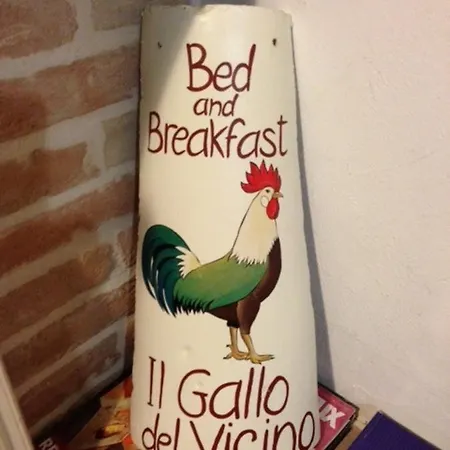 Bed
and
Breakfast
Il Gallo
del Vicino